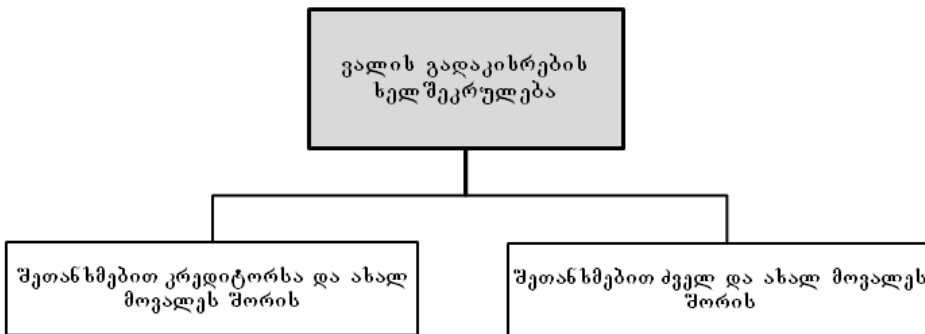 ვალის გადაკისრების
ხელშეკრულება
შეთანხმებით კრედიტორსა და ახალ
მოვალეს შორის
შეთანხმებით ძველ და ახალ მოვალეს
შორის